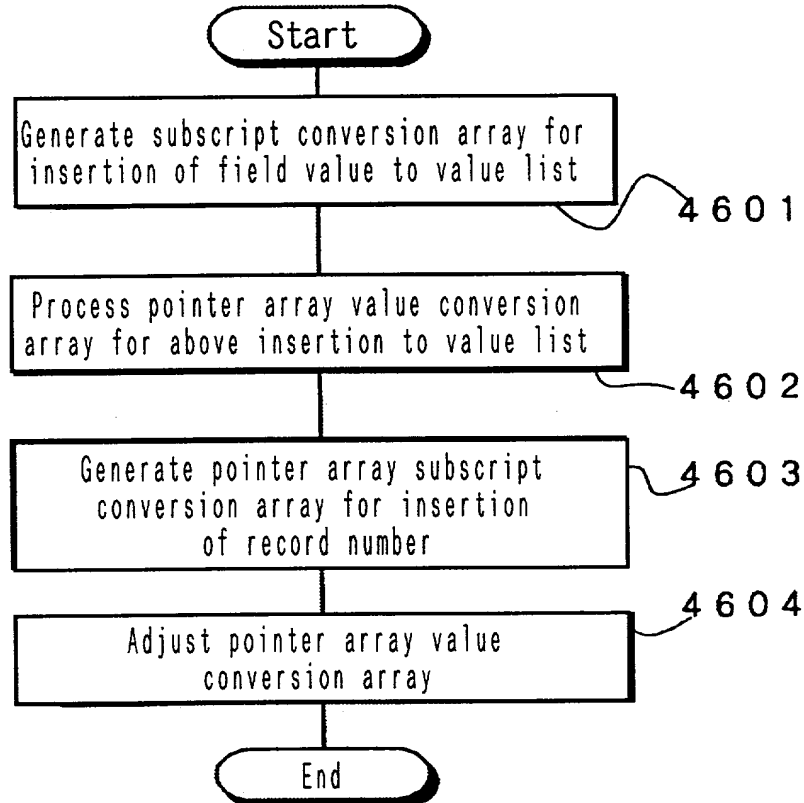 Start
Generate subscript conversion array for
insertion of field value to value list
4601
Process pointer array value conversion
array for above insertion to value list
4602
Generate pointer array subscript
conversion array for insertion
of record number
4603
Adjust pointer array value
conversion array
4604
End